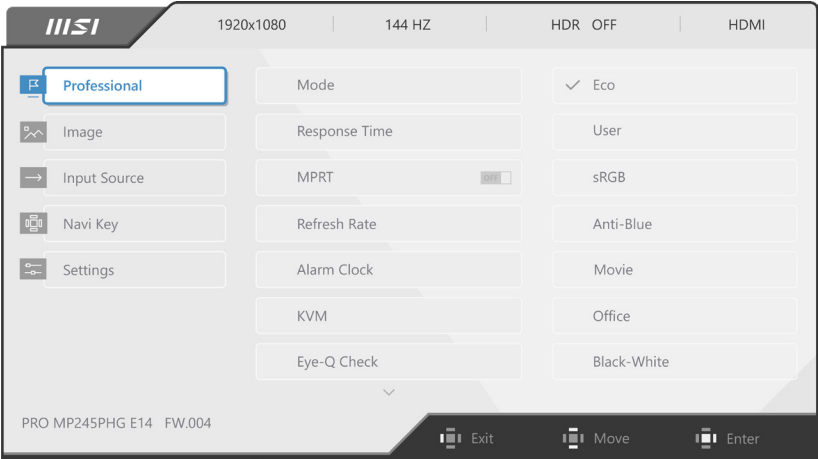 msi 1920x1080 144 HZ HDR OFF HDMI
Professional Mode ✓ Eco
Image Response Time User
Input Source MPRT OFF sRGB
Navi Key Refresh Rate Anti-Blue
Settings Alarm Clock Movie
KVM Office
Eye-Q Check Black-White
PRO MP245PHG E14 FW.004
Exit Move Enter